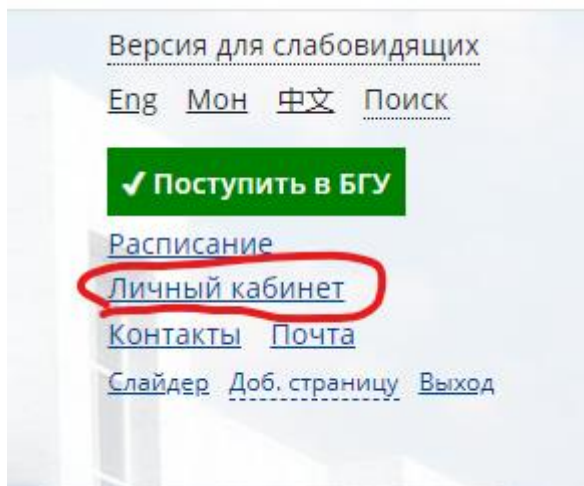 Версия для слабовидящих
Eng Мон 中文 Поиск
✔ Поступить в БГУ
Расписание
Личный кабинет
Контакты Почта
Слайдер Доб. страницу Выход